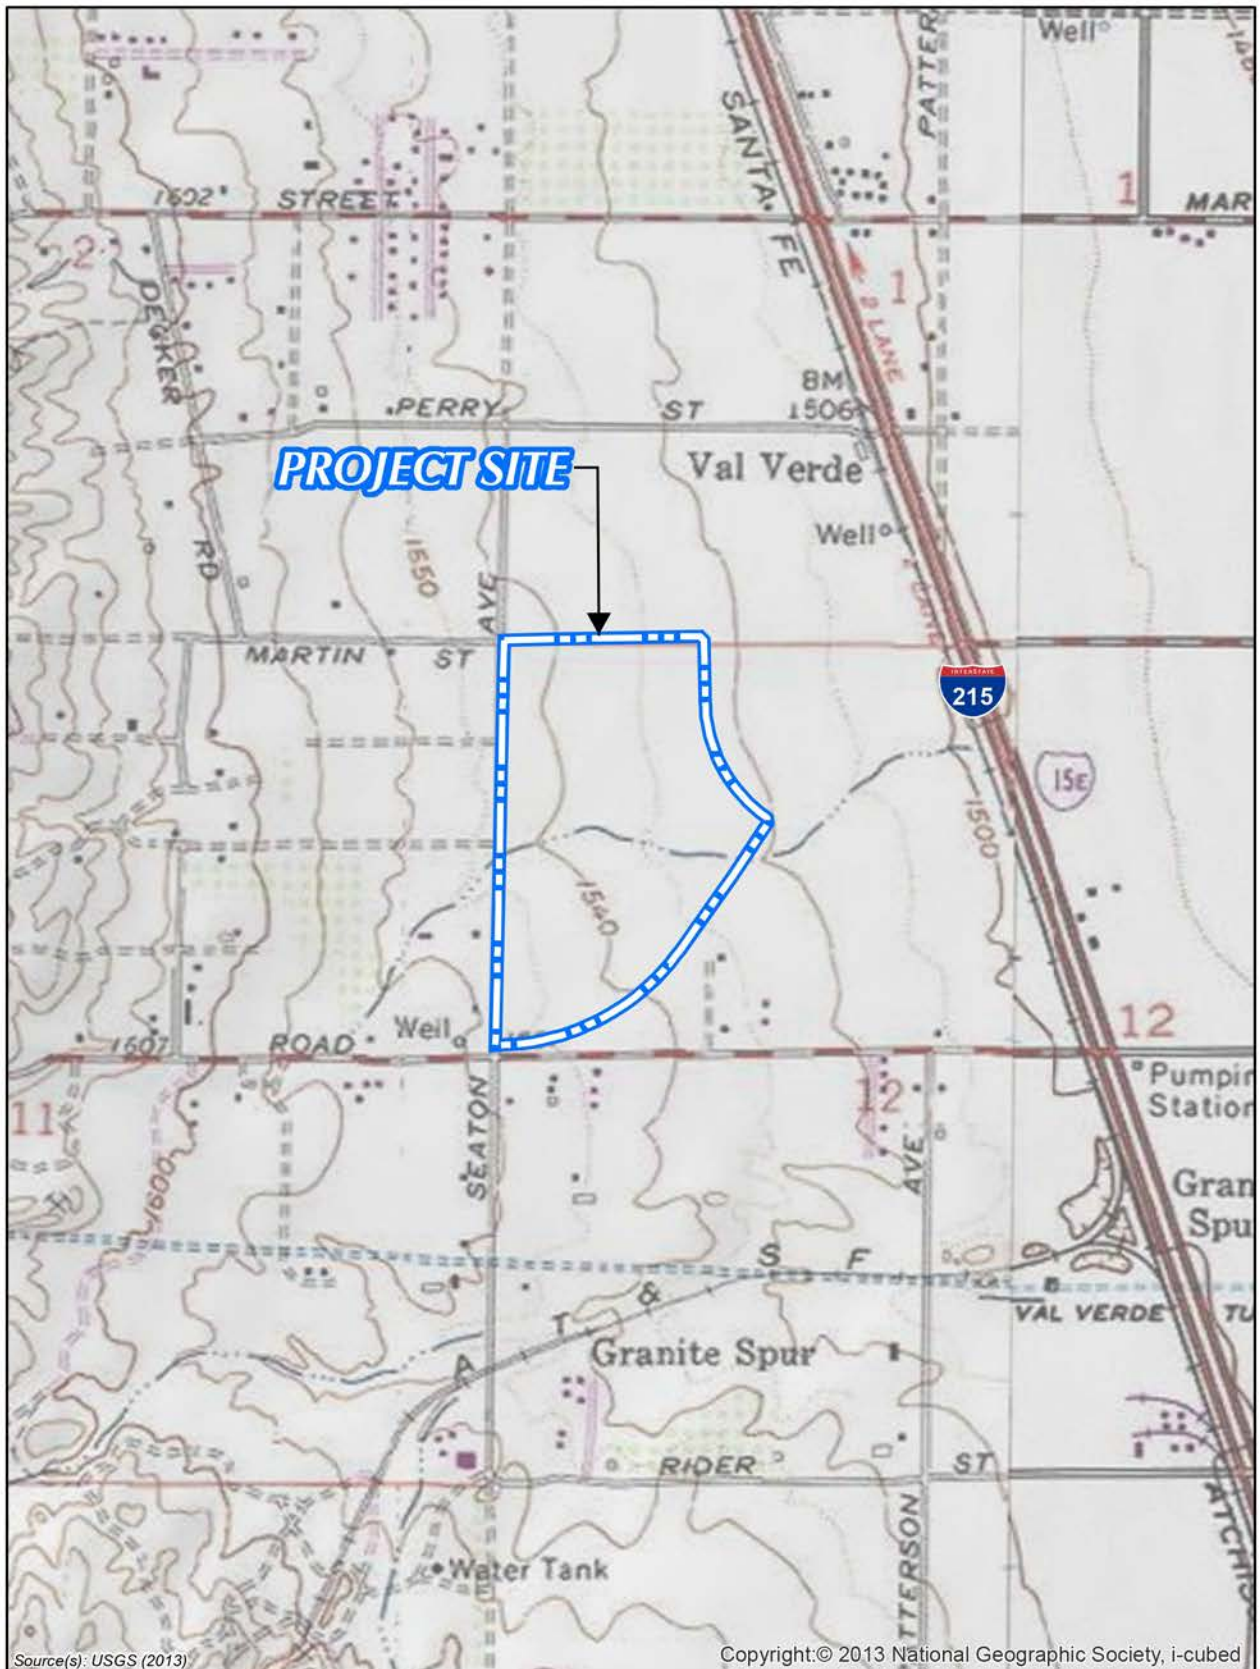 Well
PATTER
SANTA
FE
1602
STREET
1
MAR
2
DECKER
RD
1
2 LANE
PERRY
ST
BM
1506
PROJECT SITE
Val Verde
Well
1550
AVE
MARTIN
ST
INTERSTATE
215
15E
1500
1540
Well
12
1607
ROAD
Pumpin
Station
11
SEATON
12
AVE
1600
Gran
Spu
S F
&
T
A
VAL VERDE
TU
Granite Spur
RIDER
ST
ATCHIS
TTERSON
Water Tank
Source(s): USGS (2013)
Copyright:© 2013 National Geographic Society, i-cubed